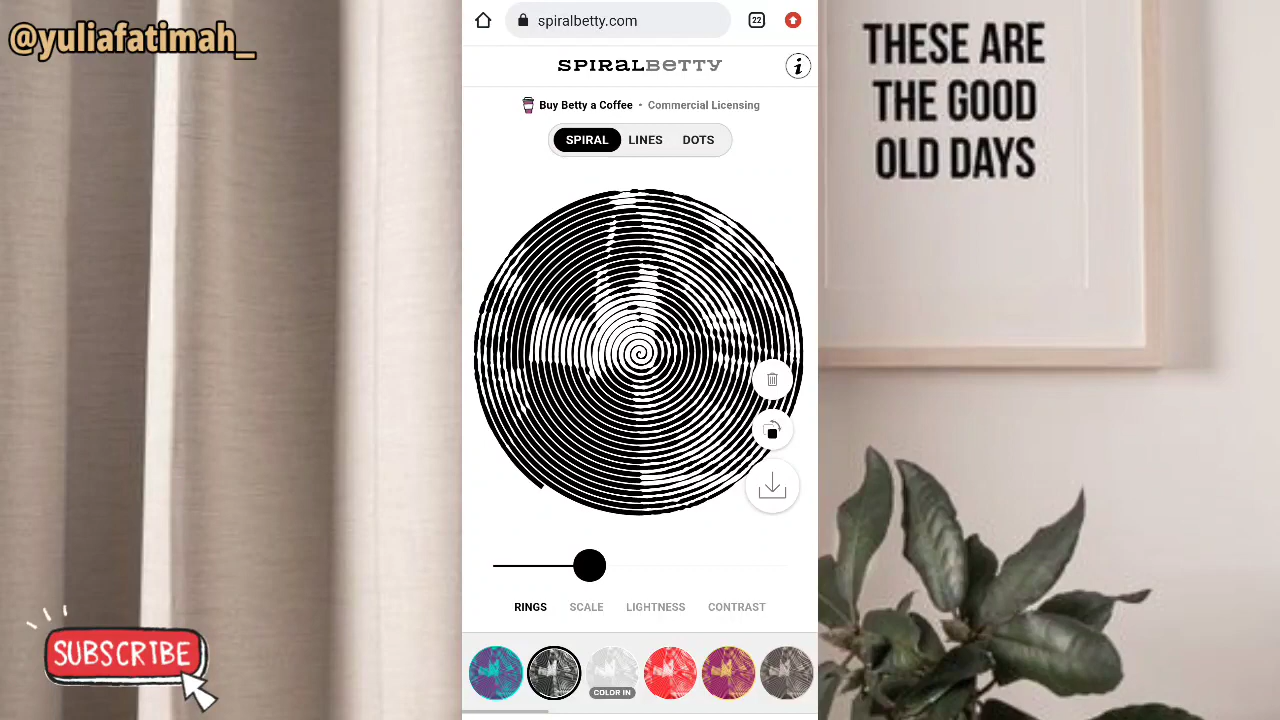 @yuliafatimah_
spiralbetty.com
22
SPIRALBETTY
i
Buy Betty a Coffee • Commercial Licensing
SPIRAL LINES DOTS
RINGS SCALE LIGHTNESS CONTRAST
COLOR IN
THESE ARE
THE GOOD
OLD DAYS
SUBSCRIBE